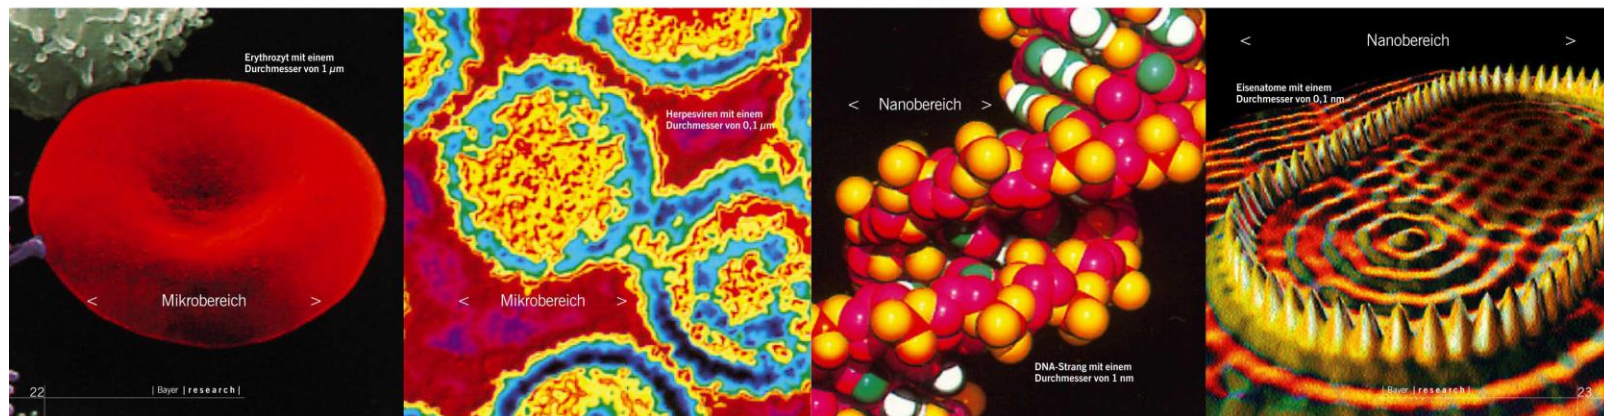 Erythrozyt mit einem
Durchmesser von 1 µm
< Mikrobereich >
22
| Bayer | research |
Herpesviren mit einem
Durchmesser von 0,1 µm
< Mikrobereich >
< Nanobereich >
DNA-Strang mit einem
Durchmesser von 1 nm
< Nanobereich >
Eisenatome mit einem
Durchmesser von 0,1 nm
| Bayer | research |
23